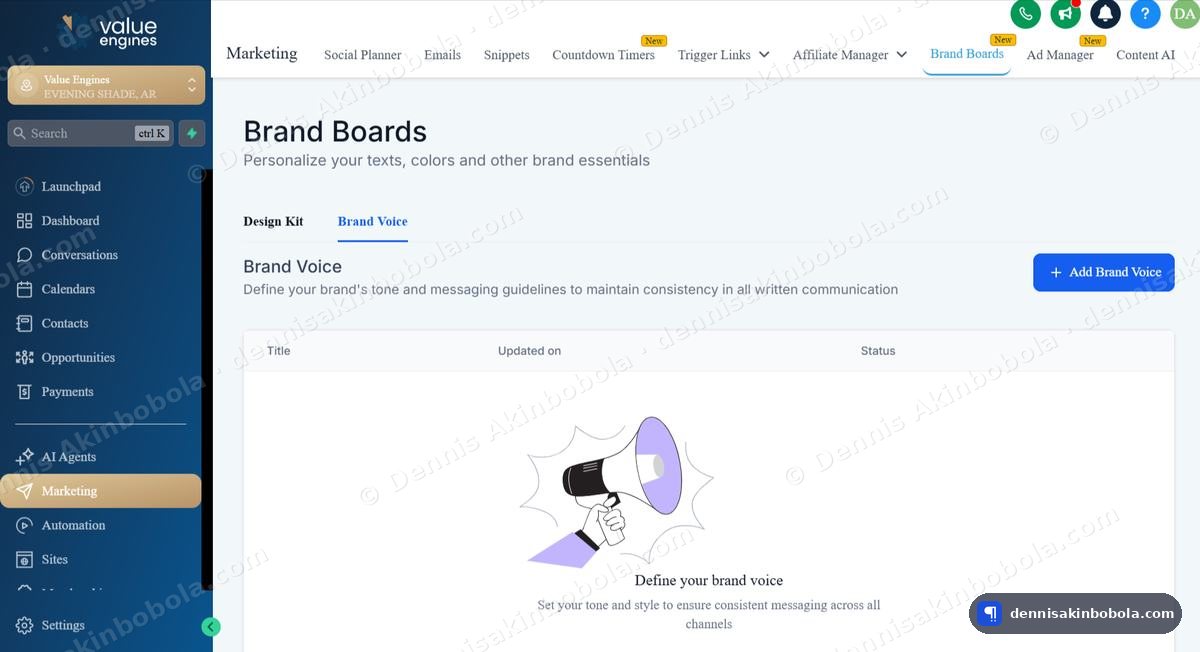 value
engines
Value Engines
EVENING SHADE, AR
Search
ctrl K
Launchpad
Dashboard
Conversations
Calendars
Contacts
Opportunities
Payments
AI Agents
Marketing
Automation
Sites
Settings
DA
Marketing
Social Planner
Emails
Snippets
Countdown Timers
New
Trigger Links
Affiliate Manager
Brand Boards
New
Ad Manager
New
Content AI
Brand Boards
Personalize your texts, colors and other brand essentials
Design Kit
Brand Voice
Brand Voice
Define your brand's tone and messaging guidelines to maintain consistency in all written communication
+ Add Brand Voice
Title
Updated on
Status
Define your brand voice
Set your tone and style to ensure consistent messaging across all
channels
dennisakinbobola.com
© Dennis Akinbobola · dennisakinbobola.com